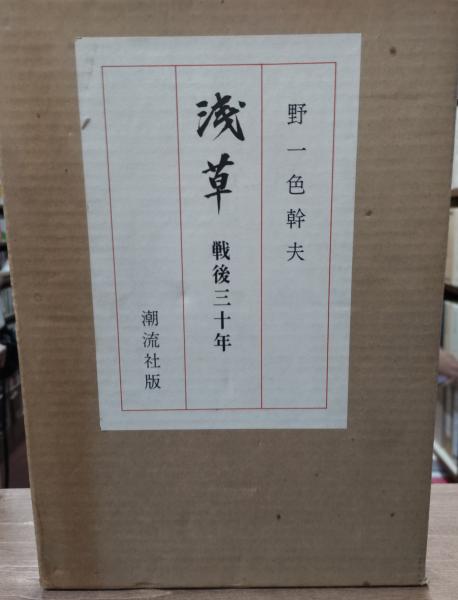 野一色幹夫
浅草
戦後三十年
潮流社版